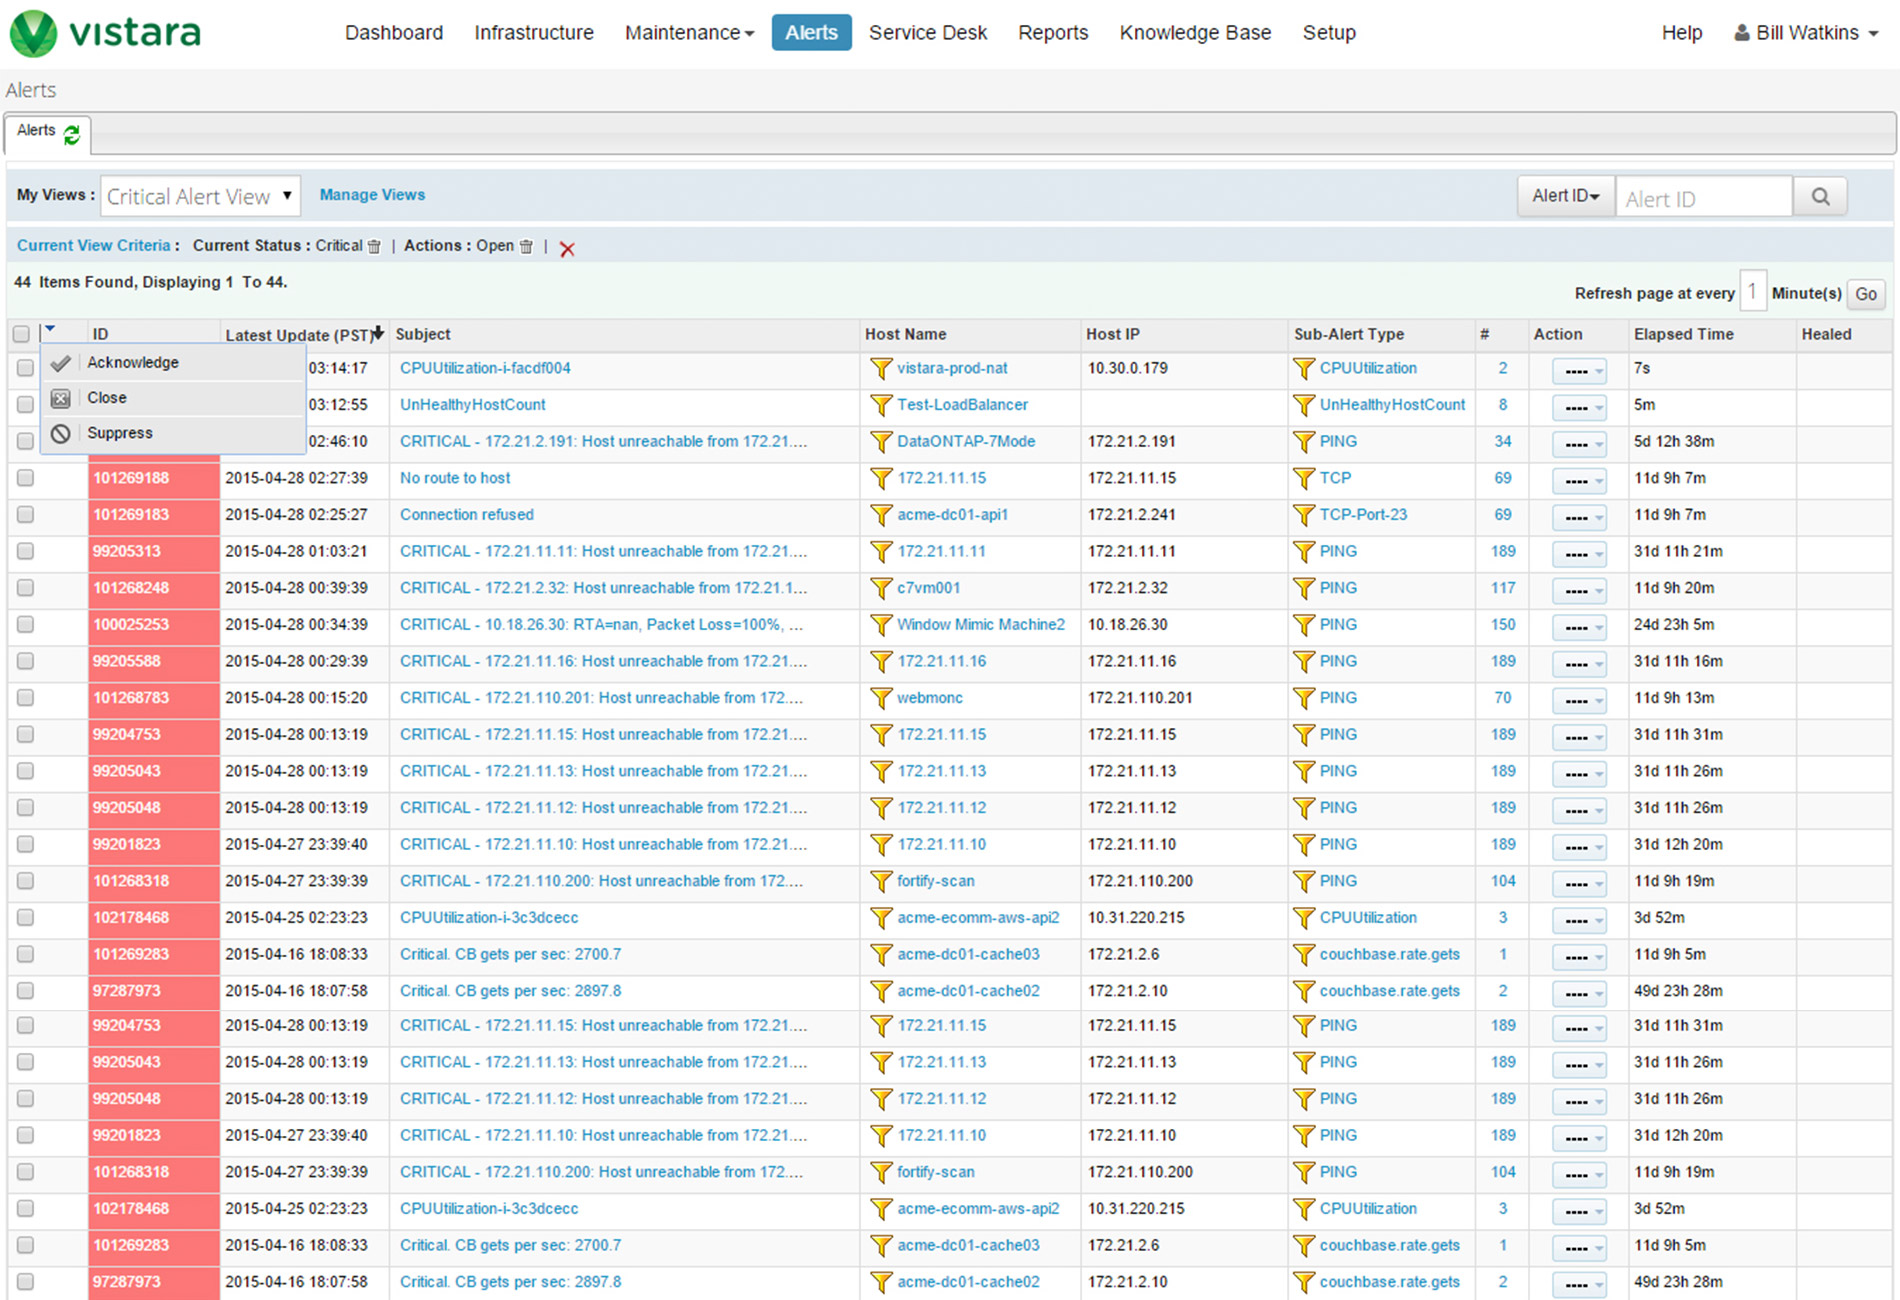 vistara Dashboard Infrastructure Maintenance Alerts Service Desk Reports Knowledge Base Setup Help Bill Watkins
Alerts
Alerts
My Views : Critical Alert View Manage Views Alert ID Alert ID
Current View Criteria : Current Status : Critical | Actions : Open |
44 Items Found, Displaying 1 To 44.
Refresh page at every 1 Minute(s) Go
ID Latest Update (PST) Subject Host Name Host IP Sub-Alert Type # Action Elapsed Time Healed
Acknowledge
Close
Suppress
03:14:17 CPUUtilization-i-facdf004 vistara-prod-nat 10.30.0.179 CPUUtilization 2 ---- 7s
03:12:55 UnHealthyHostCount Test-LoadBalancer UnHealthyHostCount 8 ---- 5m
02:46:10 CRITICAL - 172.21.2.191: Host unreachable from 172.21.... DataONTAP-7Mode 172.21.2.191 PING 34 ---- 5d 12h 38m
101269188 2015-04-28 02:27:39 No route to host 172.21.11.15 172.21.11.15 TCP 69 ---- 11d 9h 7m
101269183 2015-04-28 02:25:27 Connection refused acme-dc01-api1 172.21.2.241 TCP-Port-23 69 ---- 11d 9h 7m
99205313 2015-04-28 01:03:21 CRITICAL - 172.21.11.11: Host unreachable from 172.21.... 172.21.11.11 172.21.11.11 PING 189 ---- 31d 11h 21m
101268248 2015-04-28 00:39:39 CRITICAL - 172.21.2.32: Host unreachable from 172.21.1... c7vm001 172.21.2.32 PING 117 ---- 11d 9h 20m
100025253 2015-04-28 00:34:39 CRITICAL - 10.18.26.30: RTA=nan, Packet Loss=100%, ... Window Mimic Machine2 10.18.26.30 PING 150 ---- 24d 23h 5m
99205588 2015-04-28 00:29:39 CRITICAL - 172.21.11.16: Host unreachable from 172.21.... 172.21.11.16 172.21.11.16 PING 189 ---- 31d 11h 16m
101268783 2015-04-28 00:15:20 CRITICAL - 172.21.110.201: Host unreachable from 172.... webmonc 172.21.110.201 PING 70 ---- 11d 9h 13m
99204753 2015-04-28 00:13:19 CRITICAL - 172.21.11.15: Host unreachable from 172.21.... 172.21.11.15 172.21.11.15 PING 189 ---- 31d 11h 31m
99205043 2015-04-28 00:13:19 CRITICAL - 172.21.11.13: Host unreachable from 172.21.... 172.21.11.13 172.21.11.13 PING 189 ---- 31d 11h 26m
99205048 2015-04-28 00:13:19 CRITICAL - 172.21.11.12: Host unreachable from 172.21.... 172.21.11.12 172.21.11.12 PING 189 ---- 31d 11h 26m
99201823 2015-04-27 23:39:40 CRITICAL - 172.21.11.10: Host unreachable from 172.21.... 172.21.11.10 172.21.11.10 PING 189 ---- 31d 12h 20m
101268318 2015-04-27 23:39:39 CRITICAL - 172.21.110.200: Host unreachable from 172.... fortify-scan 172.21.110.200 PING 104 ---- 11d 9h 19m
102178468 2015-04-25 02:23:23 CPUUtilization-i-3c3dcecc acme-ecomm-aws-api2 10.31.220.215 CPUUtilization 3 ---- 3d 52m
101269283 2015-04-16 18:08:33 Critical. CB gets per sec: 2700.7 acme-dc01-cache03 172.21.2.6 couchbase.rate.gets 1 ---- 11d 9h 5m
97287973 2015-04-16 18:07:58 Critical. CB gets per sec: 2897.8 acme-dc01-cache02 172.21.2.10 couchbase.rate.gets 2 ---- 49d 23h 28m
99204753 2015-04-28 00:13:19 CRITICAL - 172.21.11.15: Host unreachable from 172.21.... 172.21.11.15 172.21.11.15 PING 189 ---- 31d 11h 31m
99205043 2015-04-28 00:13:19 CRITICAL - 172.21.11.13: Host unreachable from 172.21.... 172.21.11.13 172.21.11.13 PING 189 ---- 31d 11h 26m
99205048 2015-04-28 00:13:19 CRITICAL - 172.21.11.12: Host unreachable from 172.21.... 172.21.11.12 172.21.11.12 PING 189 ---- 31d 11h 26m
99201823 2015-04-27 23:39:40 CRITICAL - 172.21.11.10: Host unreachable from 172.21.... 172.21.11.10 172.21.11.10 PING 189 ---- 31d 12h 20m
101268318 2015-04-27 23:39:39 CRITICAL - 172.21.110.200: Host unreachable from 172.... fortify-scan 172.21.110.200 PING 104 ---- 11d 9h 19m
102178468 2015-04-25 02:23:23 CPUUtilization-i-3c3dcecc acme-ecomm-aws-api2 10.31.220.215 CPUUtilization 3 ---- 3d 52m
101269283 2015-04-16 18:08:33 Critical. CB gets per sec: 2700.7 acme-dc01-cache03 172.21.2.6 couchbase.rate.gets 1 ---- 11d 9h 5m
97287973 2015-04-16 18:07:58 Critical. CB gets per sec: 2897.8 acme-dc01-cache02 172.21.2.10 couchbase.rate.gets 2 ---- 49d 23h 28m